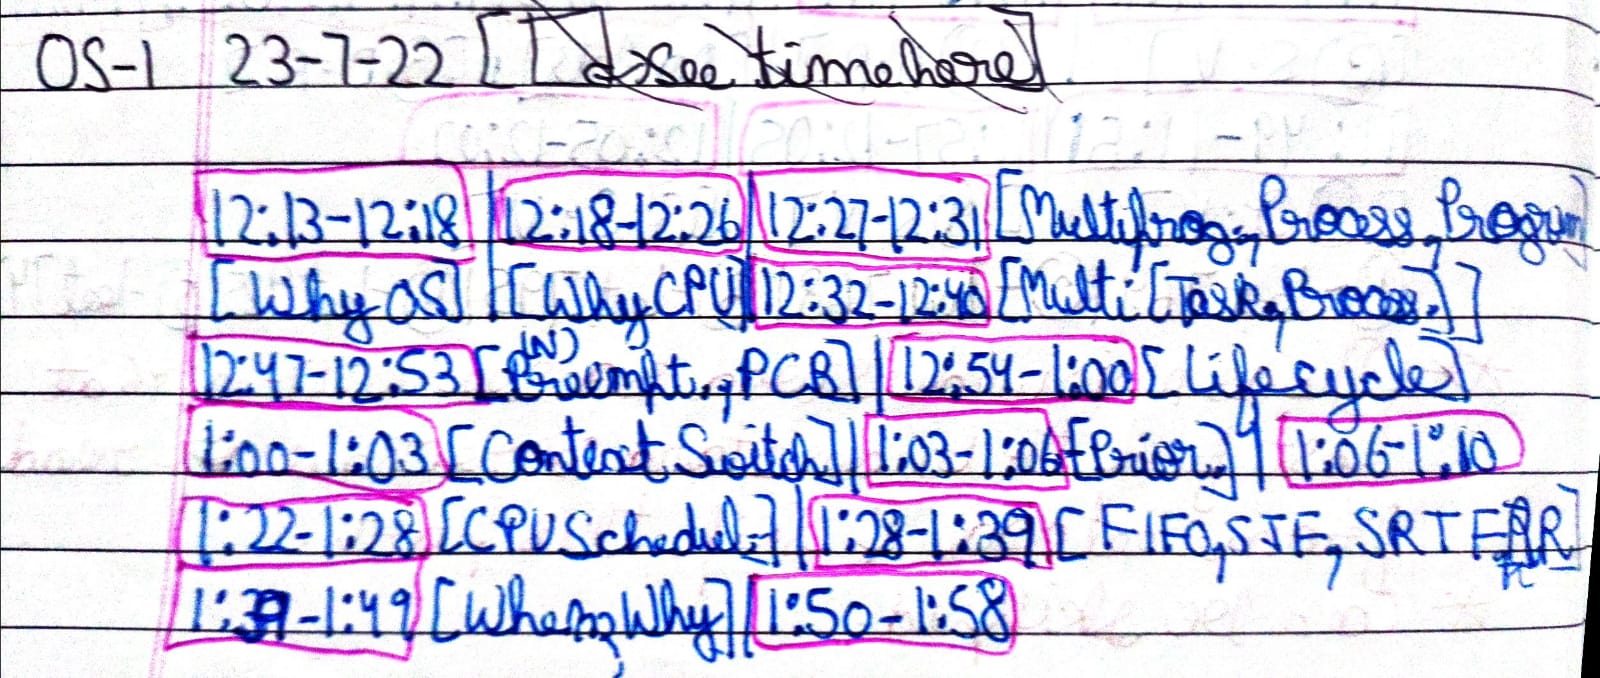 OS-1 23-7-22 [I do see time here]
12:13-12:18 | 12:18-12:26 | 12:27-12:31 [Multiprog., Process, Program]
[Why OS] | [Why CPU] | 12:32-12:40 [Multi [Task, Process.]]
12:47-12:53 [(N) Preempt., PCB] | 12:54-1:00 [Lifecycle]
1:00-1:03 [Context Switch] | 1:03-1:06 [Prior.] | 1:06-1:10
1:22-1:28 [CPU Schedul.] | 1:28-1:39 [FIFO, SJF, SRTF, RR]
1:39-1:49 [When, Why] | 1:50-1:58